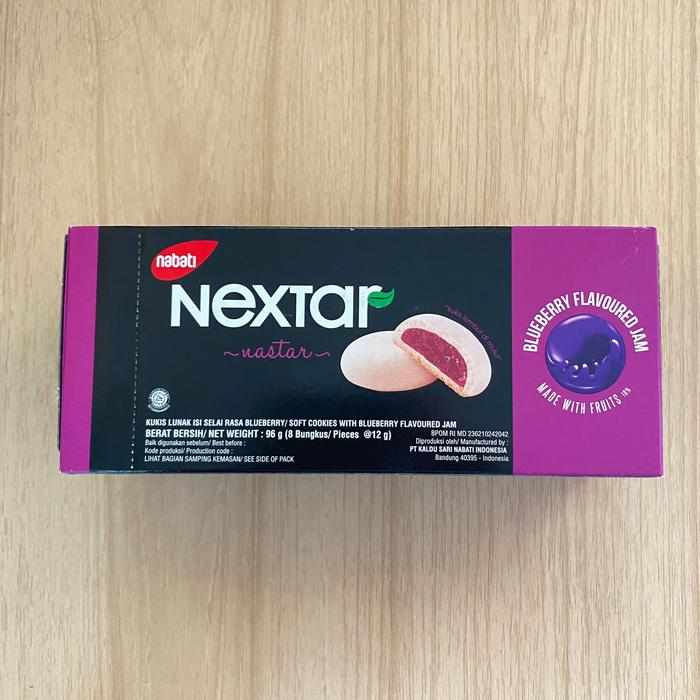 nabati
NEXTar
~nastar~
"kukis lembut di mulut"
KUKIS LUNAK ISI SELAI RASA BLUEBERRY/ SOFT COOKIES WITH BLUEBERRY FLAVOURED JAM
BERAT BERSIH/ NET WEIGHT : 96 g (8 Bungkus/ Pieces @12 g)
Baik digunakan sebelum/ Best before :
Kode produksi/ Production code :
LIHAT BAGIAN SAMPING KEMASAN/ SEE SIDE OF PACK
BPOM RI MD 236210242042
Diproduksi oleh/ Manufactured by :
PT KALDU SARI NABATI INDONESIA
Bandung 40395 - Indonesia
BLUEBERRY FLAVOURED JAM
MADE WITH FRUITS 10%